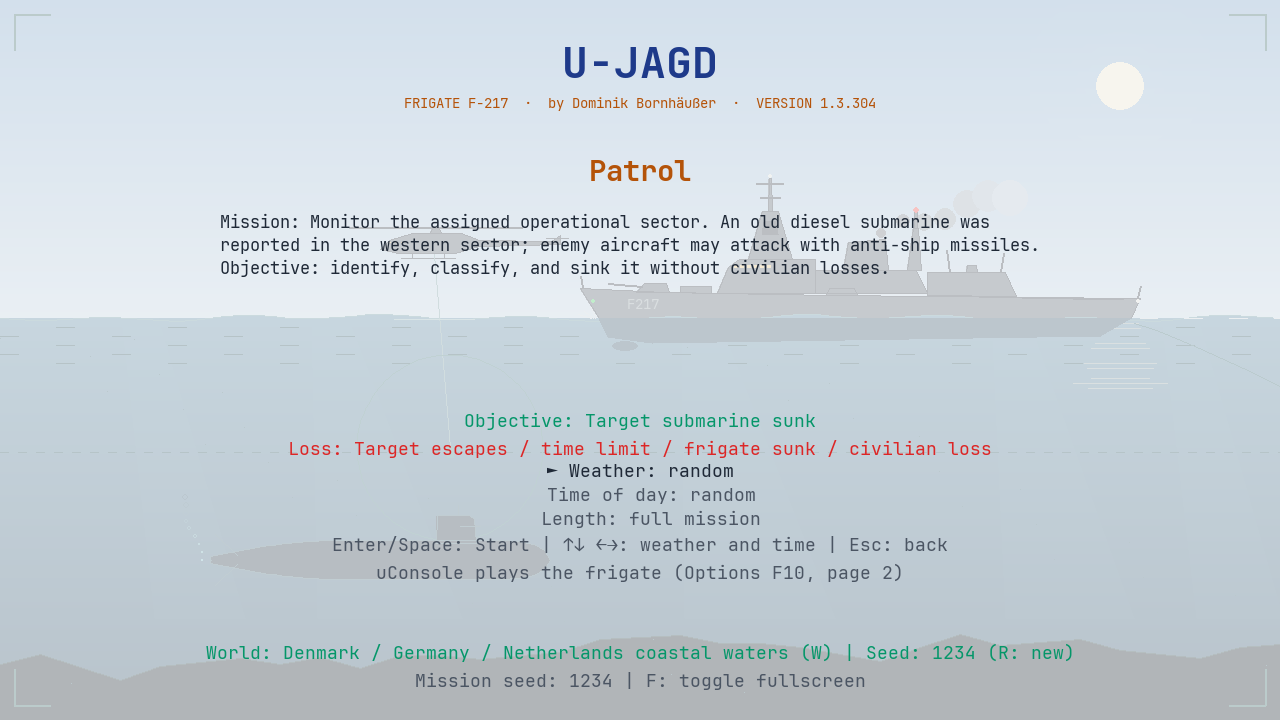 U-JAGD
FRIGATE F-217 · by Dominik Bornhäußer · VERSION 1.3.304
Patrol
Mission: Monitor the assigned operational sector. An old diesel submarine was
reported in the western sector; enemy aircraft may attack with anti-ship missiles.
Objective: identify, classify, and sink it without civilian losses.
F217
Objective: Target submarine sunk
Loss: Target escapes / time limit / frigate sunk / civilian loss
► Weather: random
Time of day: random
Length: full mission
Enter/Space: Start | ↑↓ ←→: weather and time | Esc: back
uConsole plays the frigate (Options F10, page 2)
World: Denmark / Germany / Netherlands coastal waters (W) | Seed: 1234 (R: new)
Mission seed: 1234 | F: toggle fullscreen